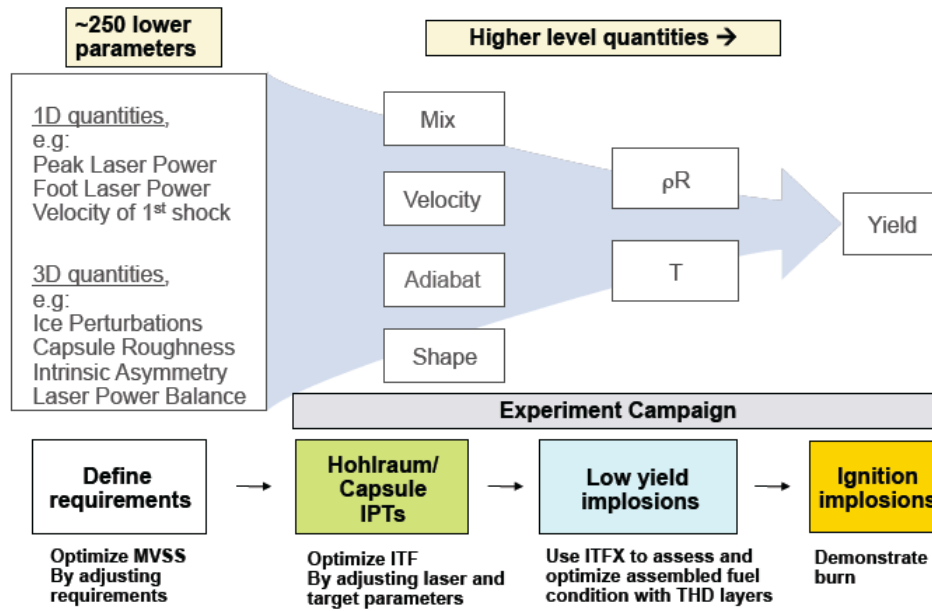 ~250 lower
parameters
Higher level quantities →
1D quantities,
e.g:
Peak Laser Power
Foot Laser Power
Velocity of 1st shock
3D quantities,
e.g:
Ice Perturbations
Capsule Roughness
Intrinsic Asymmetry
Laser Power Balance
Mix
Velocity
Adiabat
Shape
ρR
T
Yield
Experiment Campaign
Define
requirements
Hohlraum/
Capsule
IPTs
Low yield
implosions
Ignition
implosions
Optimize MVSS
By adjusting
requirements
Optimize ITF
By adjusting laser and
target parameters
Use ITFX to assess and
optimize assembled fuel
condition with THD layers
Demonstrate
burn